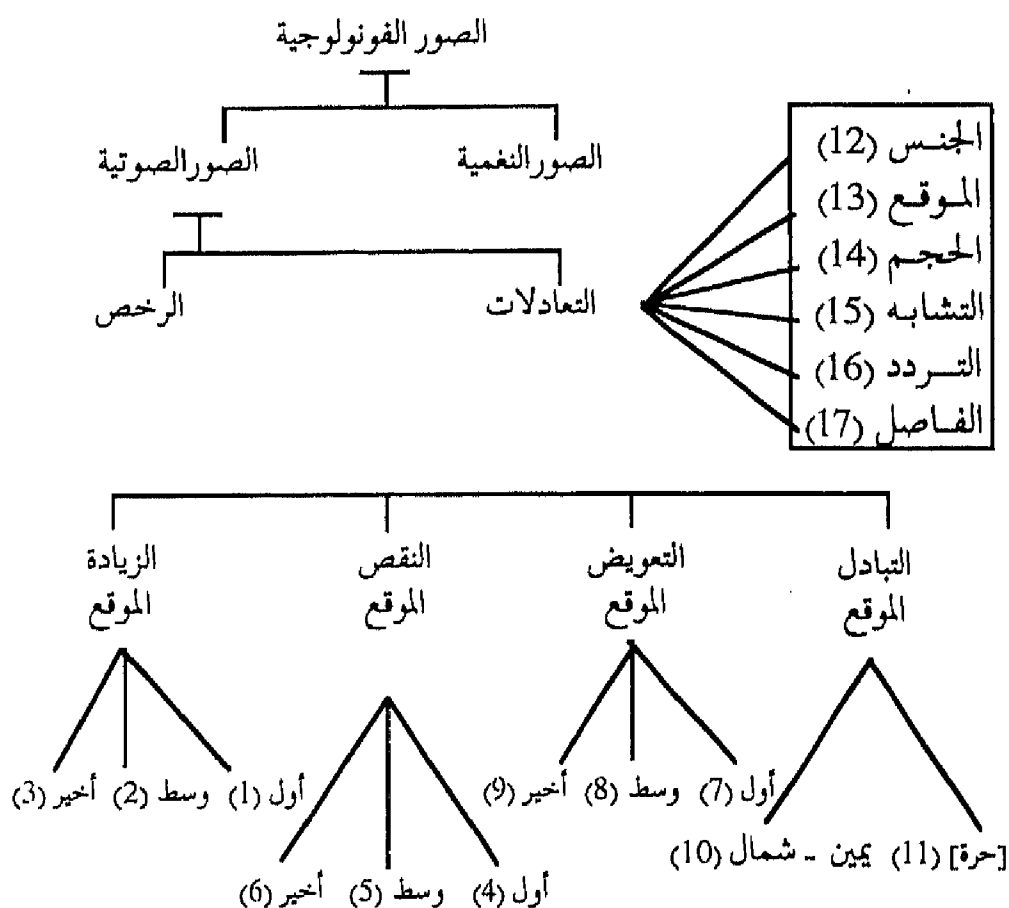 الصور الفونولوجية
الصور النغمية الصور الصوتية
التعادلات الرخص
الجنس (12)
الموقع (13)
الحجم (14)
التشابه (15)
التردد (16)
الفاصل (17)
التبادل التعويض النقص الزيادة
الموقع الموقع الموقع الموقع
أول (1) وسط (2) أخير (3)
أول (7) وسط (8) أخير (9)
[حرة] (11) يمين - شمال (10)
أول (4) وسط (5) أخير (6)